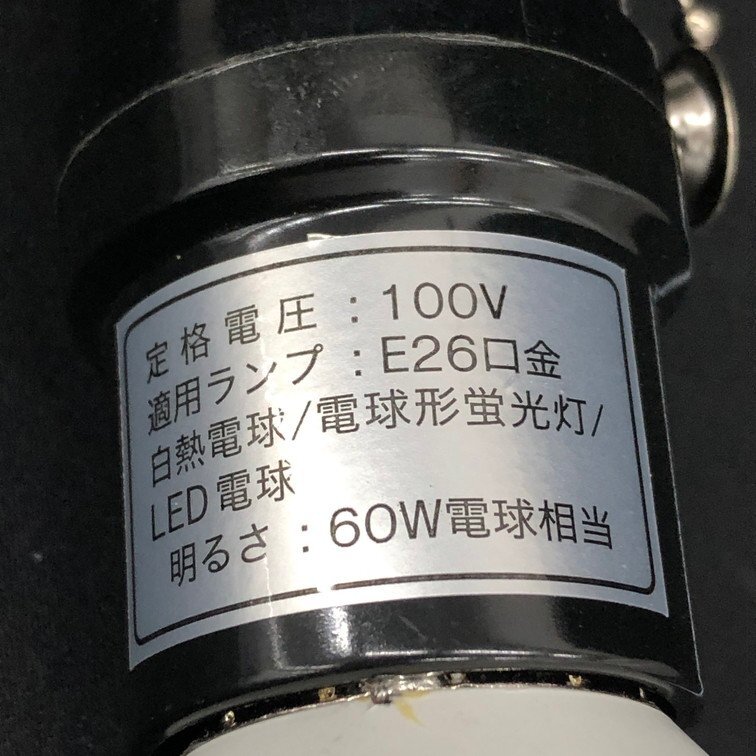 定格電圧：100V
適用ランプ：E26口金
白熱電球/電球形蛍光灯/
LED電球
明るさ：60W電球相当